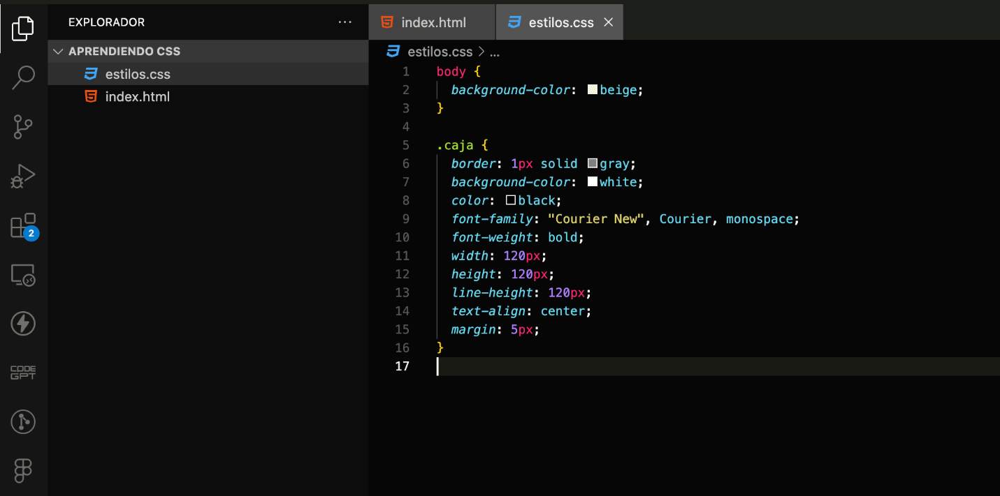 EXPLORADOR
...
APRENDIENDO CSS
estilos.css
index.html
2
CODE
GPT
index.html
estilos.css
estilos.css > ...
1 body {
2 background-color: beige;
3 }
4
5 .caja {
6 border: 1px solid gray;
7 background-color: white;
8 color: black;
9 font-family: "Courier New", Courier, monospace;
10 font-weight: bold;
11 width: 120px;
12 height: 120px;
13 line-height: 120px;
14 text-align: center;
15 margin: 5px;
16 }
17